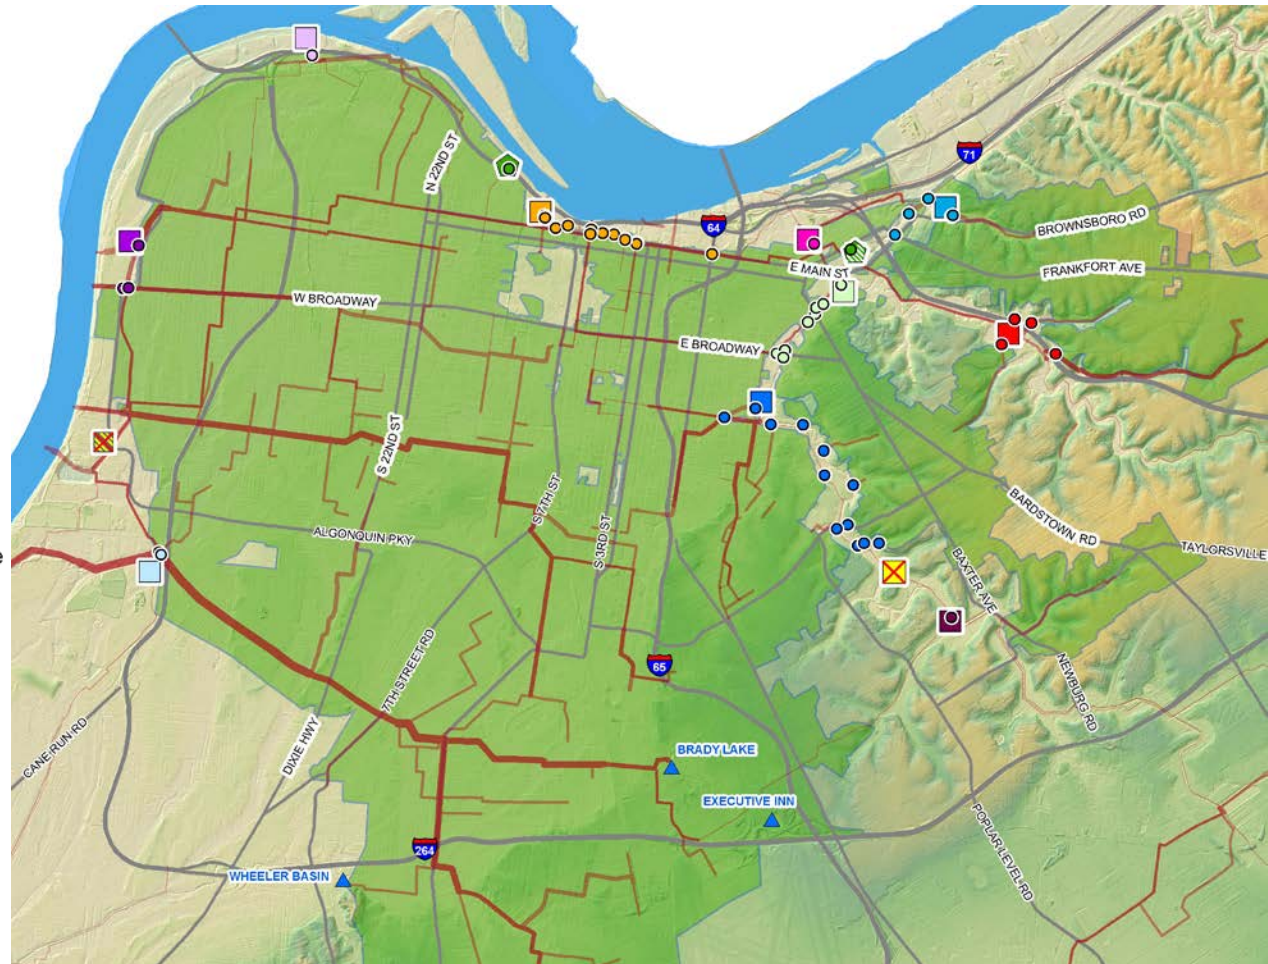 N 22ND ST
71
64
BROWNSBORO RD
FRANKFORT AVE
E MAIN ST
W BROADWAY
E BROADWAY
S 22ND ST
S 7TH ST
S 3RD ST
ALGONQUIN PKY
BARDSTOWN RD
TAYLORSVILLE
BAXTER AVE
e
65
7TH STREET RD
NEWBURG RD
CANE RUN RD
DIXIE HWY
BRADY LAKE
EXECUTIVE INN
POPLAR LEVEL RD
264
WHEELER BASIN